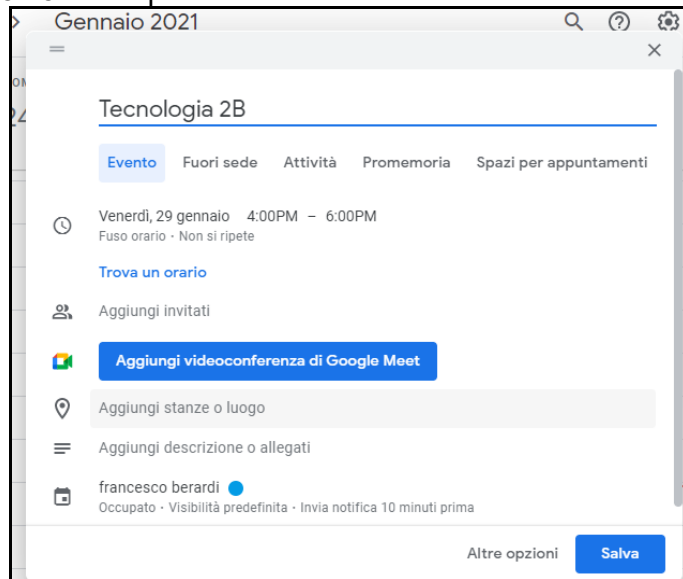 Gennaio 2021
Tecnologia 2B
Evento Fuori sede Attività Promemoria Spazi per appuntamenti
Venerdì, 29 gennaio 4:00PM – 6:00PM
Fuso orario · Non si ripete
Trova un orario
Aggiungi invitati
Aggiungi videoconferenza di Google Meet
Aggiungi stanze o luogo
Aggiungi descrizione o allegati
francesco berardi
Occupato · Visibilità predefinita · Invia notifica 10 minuti prima
Altre opzioni Salva